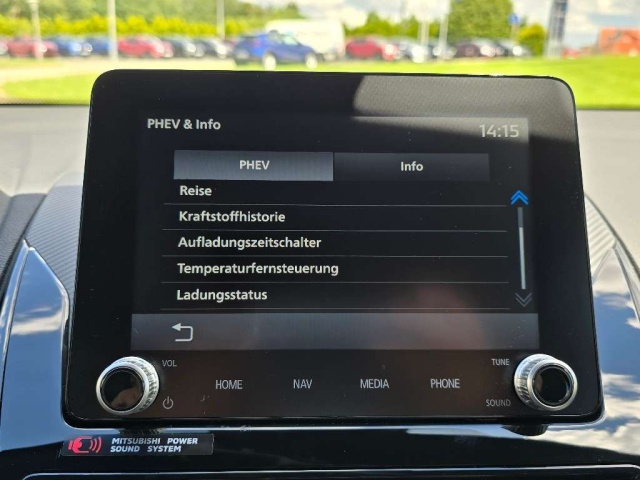 PHEV & Info
14:15
PHEV
Info
Reise
Kraftstoffhistorie
Aufladungszeitschalter
Temperaturfernsteuerung
Ladungsstatus
VOL
TUNE
HOME
NAV
MEDIA
PHONE
SOUND
MITSUBISHI POWER
SOUND SYSTEM